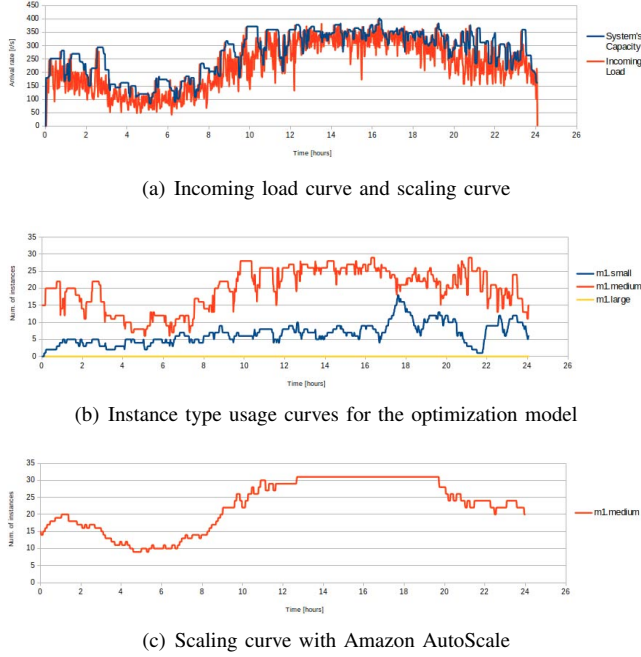 450
400
350
300
250
200
150
100
50
0
Arrival rate [r/s]
0 2 4 6 8 10 12 14 16 18 20 22 24 26
Time [hours]
System's
Capacity
Incoming
Load
(a) Incoming load curve and scaling curve
35
30
25
20
15
10
5
0
Num. of instances
0 2 4 6 8 10 12 14 16 18 20 22 24 26
Time [hours]
m1.small
m1.medium
m1.large
(b) Instance type usage curves for the optimization model
35
30
25
20
15
10
5
0
Num. of instances
0 2 4 6 8 10 12 14 16 18 20 22 24 26
Time [hours]
m1.medium
(c) Scaling curve with Amazon AutoScale